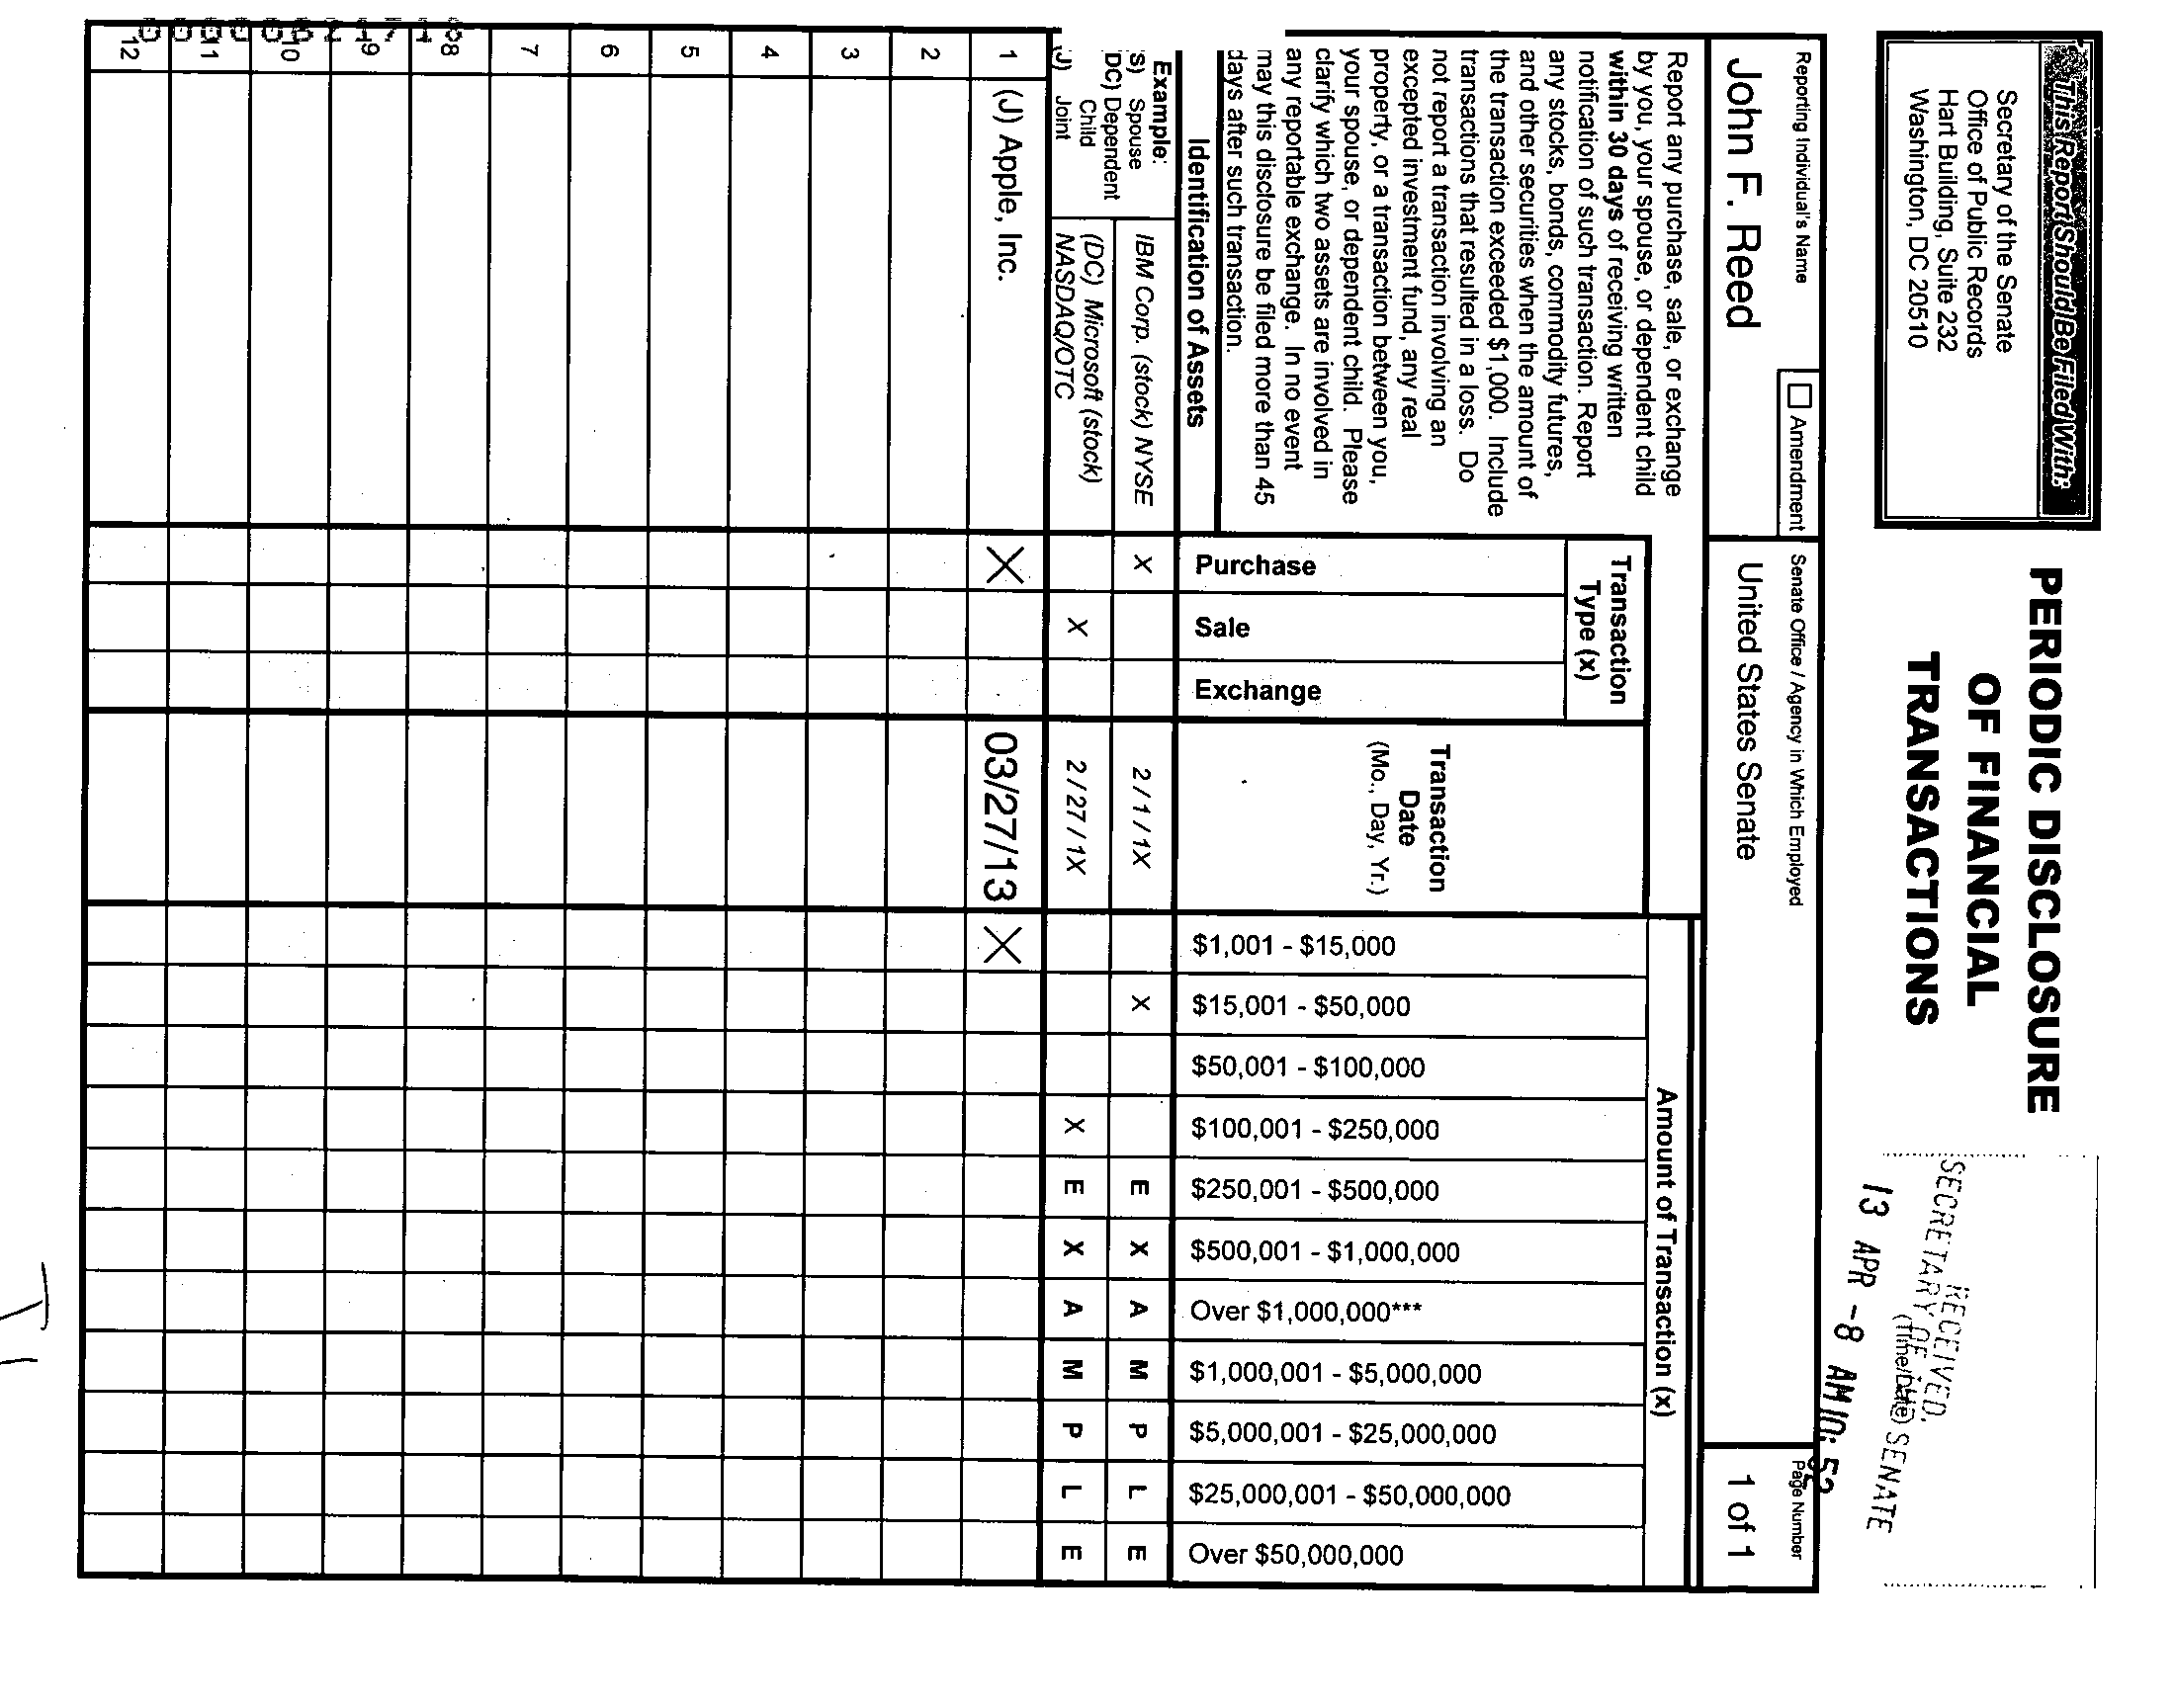 This Report Should Be Filed With:
Secretary of the Senate
Office of Public Records
Hart Building, Suite 232
Washington, DC 20510
PERIODIC DISCLOSURE
OF FINANCIAL
TRANSACTIONS
RECEIVED,
SECRETARY OF
(Time/Date) SENATE
13 APR -8 AM 10: 52
Reporting Individual's Name
John F. Reed
Amendment
Senate Office / Agency in Which Employed
United States Senate
Page Number
1 of 1
Report any purchase, sale, or exchange
by you, your spouse, or dependent child
within 30 days of receiving written
notification of such transaction. Report
any stocks, bonds, commodity futures,
and other securities when the amount of
the transaction exceeded $1,000. Include
transactions that resulted in a loss. Do
not report a transaction involving an
excepted investment fund, any real
property, or a transaction between you,
your spouse, or dependent child. Please
clarify which two assets are involved in
any reportable exchange. In no event
may this disclosure be filed more than 45
days after such transaction.
Identification of Assets
Transaction
Type (x)
Purchase
Sale
Exchange
Transaction
Date
(Mo., Day, Yr.)
Amount of Transaction (x)
$1,001 - $15,000
$15,001 - $50,000
$50,001 - $100,000
$100,001 - $250,000
$250,001 - $500,000
$500,001 - $1,000,000
Over $1,000,000***
$1,000,001 - $5,000,000
$5,000,001 - $25,000,000
$25,000,001 - $50,000,000
Over $50,000,000
Example:
S) Spouse
DC) Dependent
Child
(J) Joint
IBM Corp. (stock) NYSE X 2 / 1 / 1X X E X A M P L E
(DC) Microsoft (stock)
NASDAQ/OTC X 2 / 27 / 1X X E X A M P L E
1 (J) Apple, Inc. X 03/27/13 X
2
3
4
5
6
7
8
9
10
11
12